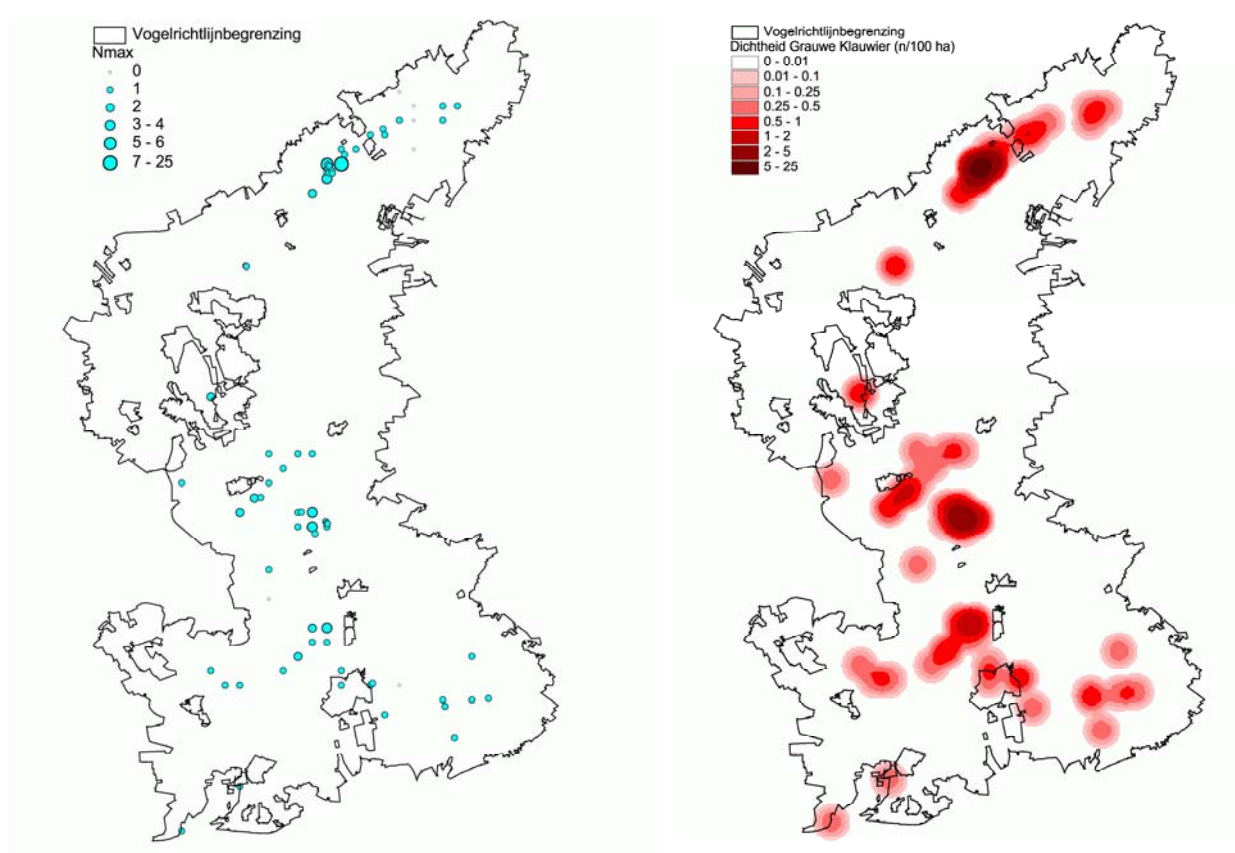 Vogelrichtlijnbegrenzing
Nmax
0
1
2
3 - 4
5 - 6
7 - 25
Vogelrichtlijnbegrenzing
Dichtheid Grauwe Klauwier (n/100 ha)
0 - 0.01
0.01 - 0.1
0.1 - 0.25
0.25 - 0.5
0.5 - 1
1 - 2
2 - 5
5 - 25